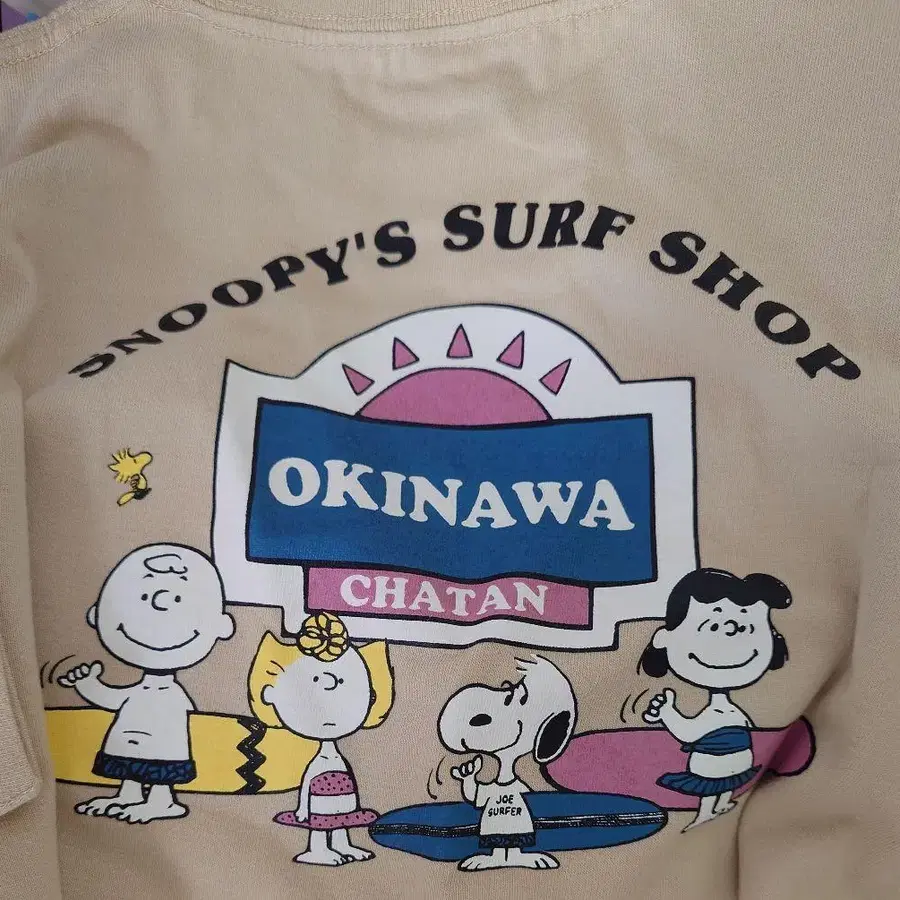 SNOOPY'S SURF SHOP
OKINAWA
CHATAN
JOE
SURFER